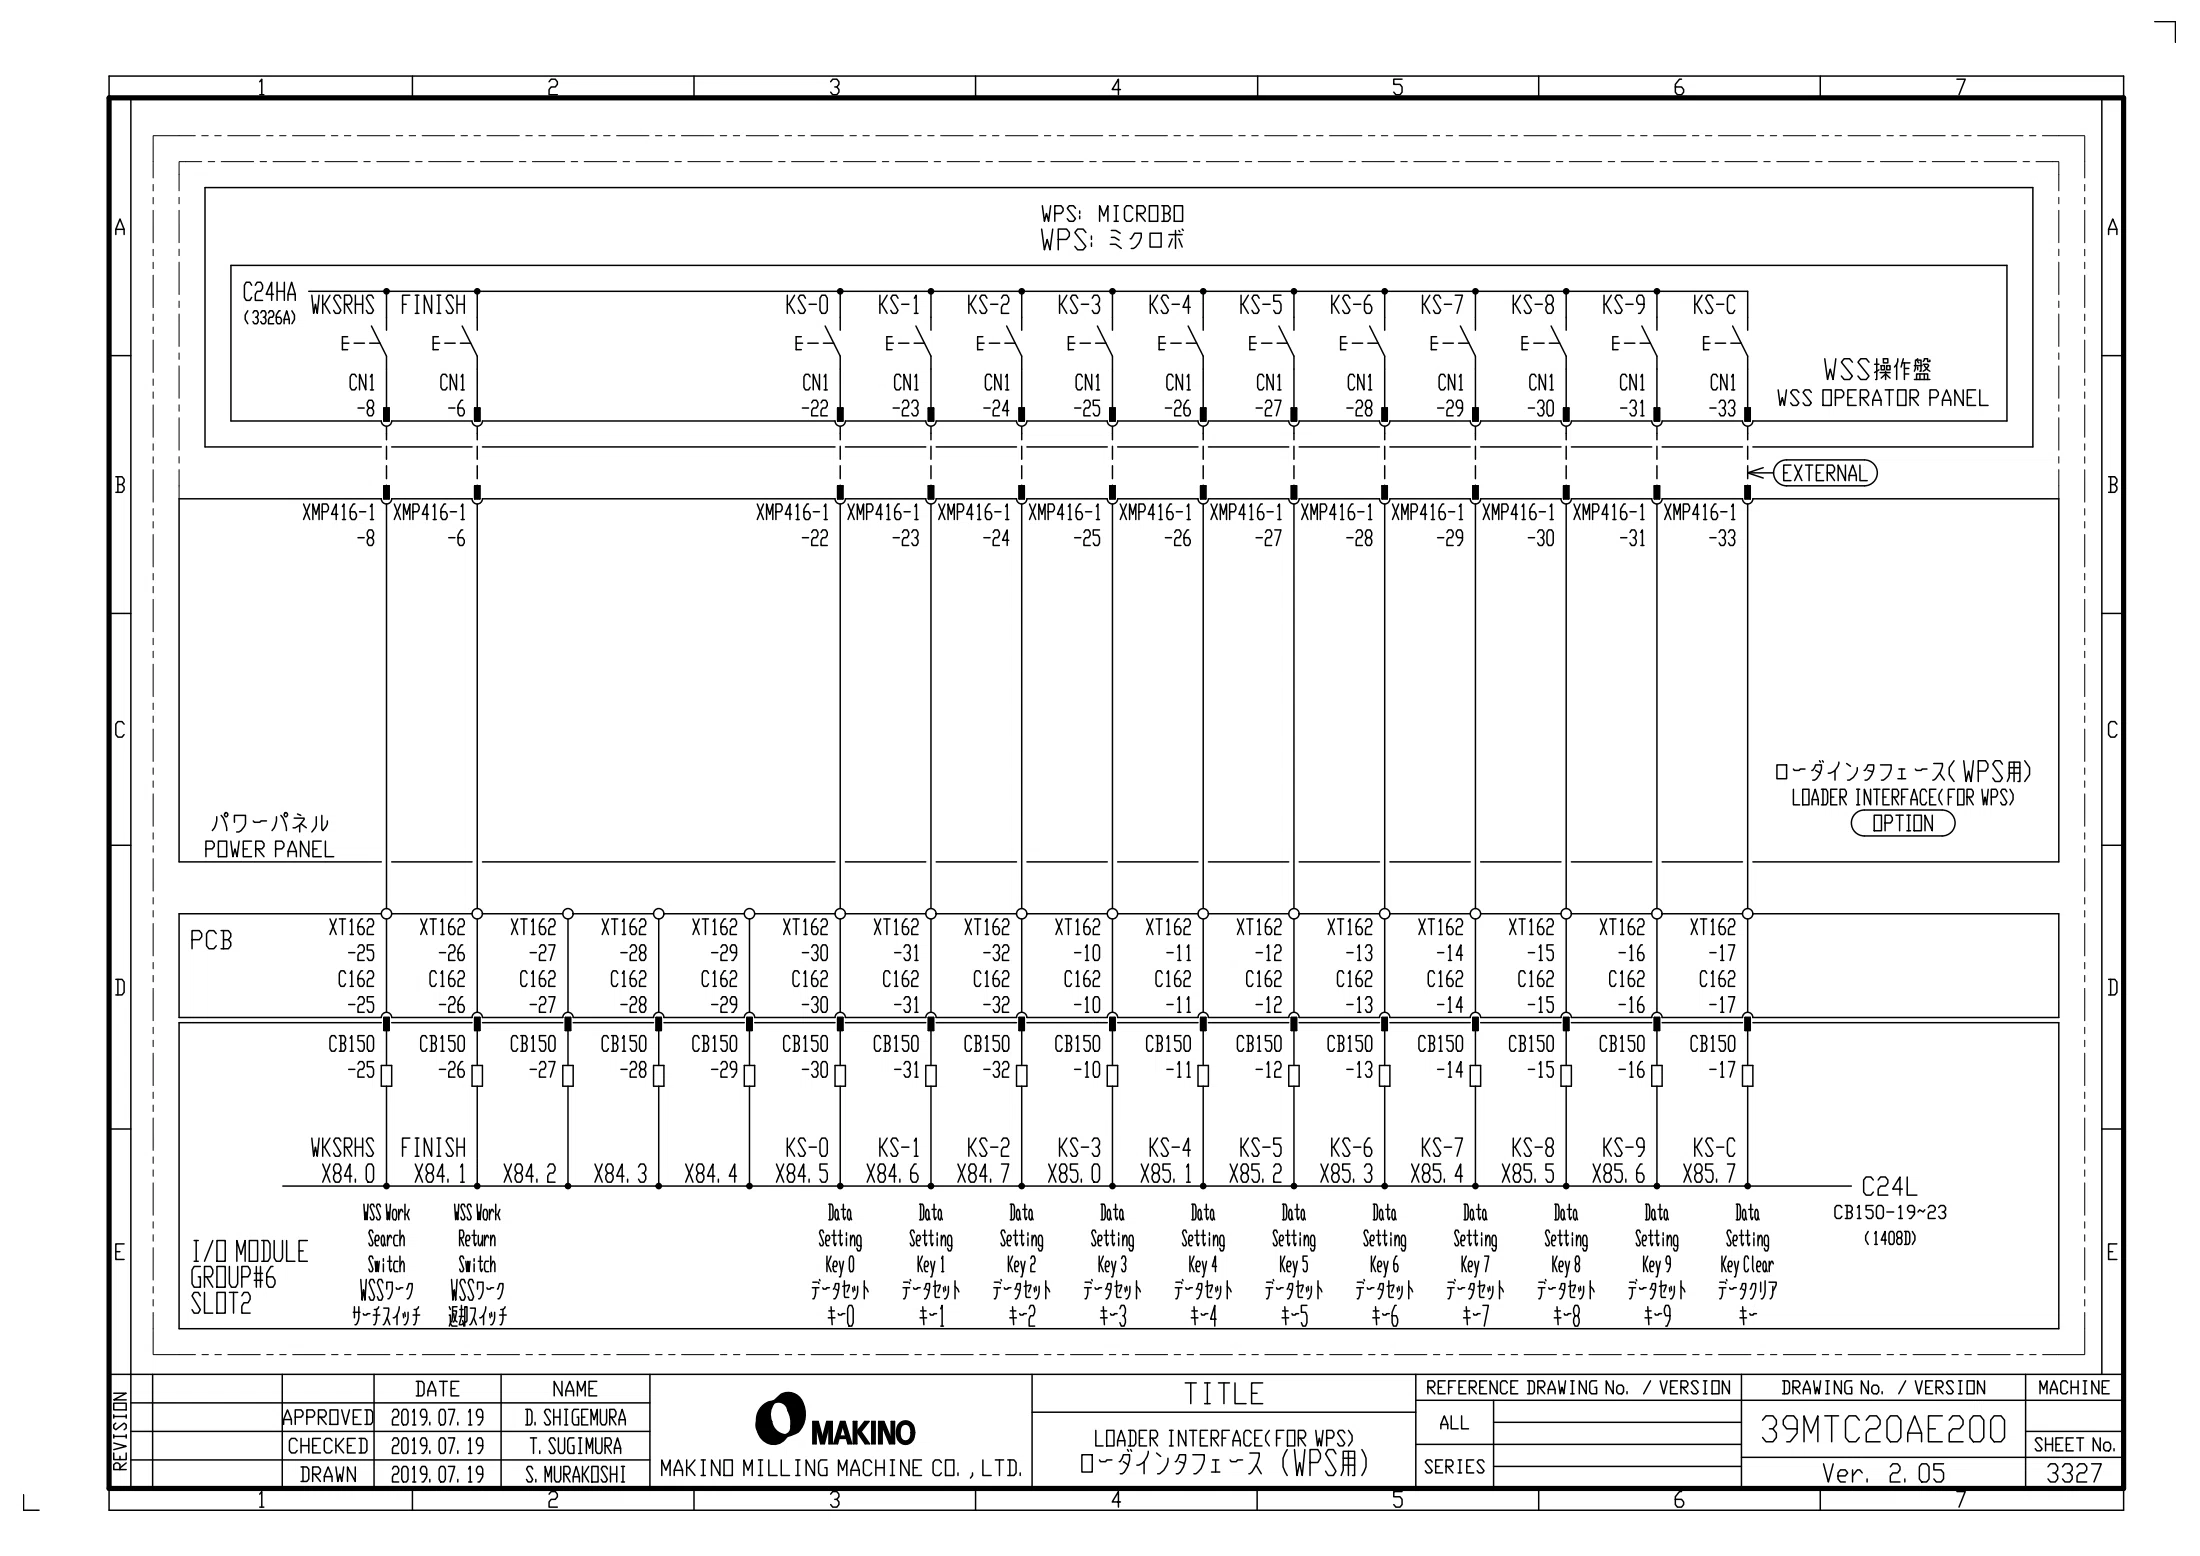 1 2 3 4 5 6 7
A A
WPS: MICROBO
WPS: ミクロボ
C24HA
(3326A)
WKSRHS FINISH KS-0 KS-1 KS-2 KS-3 KS-4 KS-5 KS-6 KS-7 KS-8 KS-9 KS-C
WSS操作盤
WSS OPERATOR PANEL
CN1 CN1 CN1 CN1 CN1 CN1 CN1 CN1 CN1 CN1 CN1 CN1 CN1
-8 -6 -22 -23 -24 -25 -26 -27 -28 -29 -30 -31 -33
B B
EXTERNAL
XMP416-1 XMP416-1 XMP416-1 XMP416-1 XMP416-1 XMP416-1 XMP416-1 XMP416-1 XMP416-1 XMP416-1 XMP416-1 XMP416-1 XMP416-1
-8 -6 -22 -23 -24 -25 -26 -27 -28 -29 -30 -31 -33
C C
ローダインタフェース(WPS用)
LOADER INTERFACE(FOR WPS)
OPTION
パワーパネル
POWER PANEL
PCB
XT162 XT162 XT162 XT162 XT162 XT162 XT162 XT162 XT162 XT162 XT162 XT162 XT162 XT162 XT162 XT162
-25 -26 -27 -28 -29 -30 -31 -32 -10 -11 -12 -13 -14 -15 -16 -17
C162 C162 C162 C162 C162 C162 C162 C162 C162 C162 C162 C162 C162 C162 C162 C162
D D
-25 -26 -27 -28 -29 -30 -31 -32 -10 -11 -12 -13 -14 -15 -16 -17
CB150 CB150 CB150 CB150 CB150 CB150 CB150 CB150 CB150 CB150 CB150 CB150 CB150 CB150 CB150 CB150
-25 -26 -27 -28 -29 -30 -31 -32 -10 -11 -12 -13 -14 -15 -16 -17
WKSRHS FINISH KS-0 KS-1 KS-2 KS-3 KS-4 KS-5 KS-6 KS-7 KS-8 KS-9 KS-C
X84.0 X84.1 X84.2 X84.3 X84.4 X84.5 X84.6 X84.7 X85.0 X85.1 X85.2 X85.3 X85.4 X85.5 X85.6 X85.7
C24L
CB150-19~23
(1408D)
WSS Work WSS Work Data Data Data Data Data Data Data Data Data Data Data
Search Return Setting Setting Setting Setting Setting Setting Setting Setting Setting Setting Setting
Switch Switch Key 0 Key 1 Key 2 Key 3 Key 4 Key 5 Key 6 Key 7 Key 8 Key 9 Key Clear
WSSワーク WSSワーク データセット データセット データセット データセット データセット データセット データセット データセット データセット データセット データクリア
サーチスイッチ 返却スイッチ キー0 キー1 キー2 キー3 キー4 キー5 キー6 キー7 キー8 キー9 キー
E E
I/O MODULE
GROUP#6
SLOT2
REVISION
DATE NAME
APPROVED 2019.07.19 D. SHIGEMURA
CHECKED 2019.07.19 T. SUGIMURA
DRAWN 2019.07.19 S. MURAKOSHI
MAKINO
MAKINO MILLING MACHINE CO.,LTD.
TITLE
LOADER INTERFACE(FOR WPS)
ローダインタフェース (WPS用)
REFERENCE DRAWING No. / VERSION
ALL
SERIES
DRAWING No. / VERSION
39MTC20AE200
Ver. 2.05
MACHINE
SHEET No.
3327
1 2 3 4 5 6 7